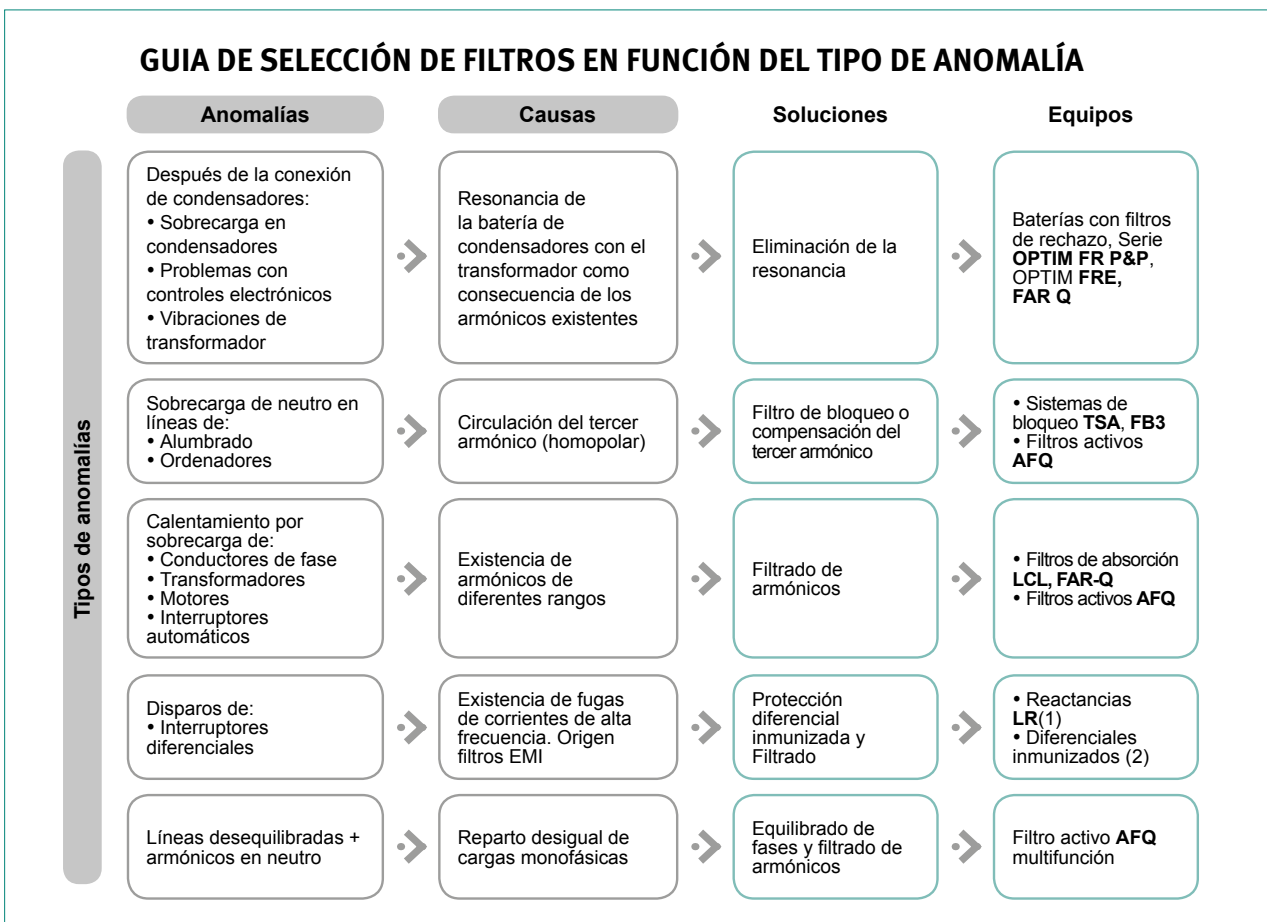 GUIA DE SELECCIÓN DE FILTROS EN FUNCIÓN DEL TIPO DE ANOMALÍA
Anomalías
Causas
Soluciones
Equipos
Tipos de anomalías
Después de la conexión
de condensadores:
• Sobrecarga en
condensadores
• Problemas con
controles electrónicos
• Vibraciones de
transformador
Resonancia de
la batería de
condensadores con el
transformador como
consecuencia de los
armónicos existentes
Eliminación de la
resonancia
Baterías con filtros
de rechazo, Serie
OPTIM FR P&P,
OPTIM FRE,
FAR Q
Sobrecarga de neutro en
líneas de:
• Alumbrado
• Ordenadores
Circulación del tercer
armónico (homopolar)
Filtro de bloqueo o
compensación del
tercer armónico
• Sistemas de
bloqueo TSA, FB3
• Filtros activos
AFQ
Calentamiento por
sobrecarga de:
• Conductores de fase
• Transformadores
• Motores
• Interruptores
automáticos
Existencia de
armónicos de
diferentes rangos
Filtrado de
armónicos
• Filtros de absorción
LCL, FAR-Q
• Filtros activos AFQ
Disparos de:
• Interruptores
diferenciales
Existencia de fugas
de corrientes de alta
frecuencia. Origen
filtros EMI
Protección
diferencial
inmunizada y
Filtrado
• Reactancias
LR(1)
• Diferenciales
inmunizados (2)
Líneas desequilibradas +
armónicos en neutro
Reparto desigual de
cargas monofásicas
Equilibrado de
fases y filtrado de
armónicos
Filtro activo AFQ
multifunción